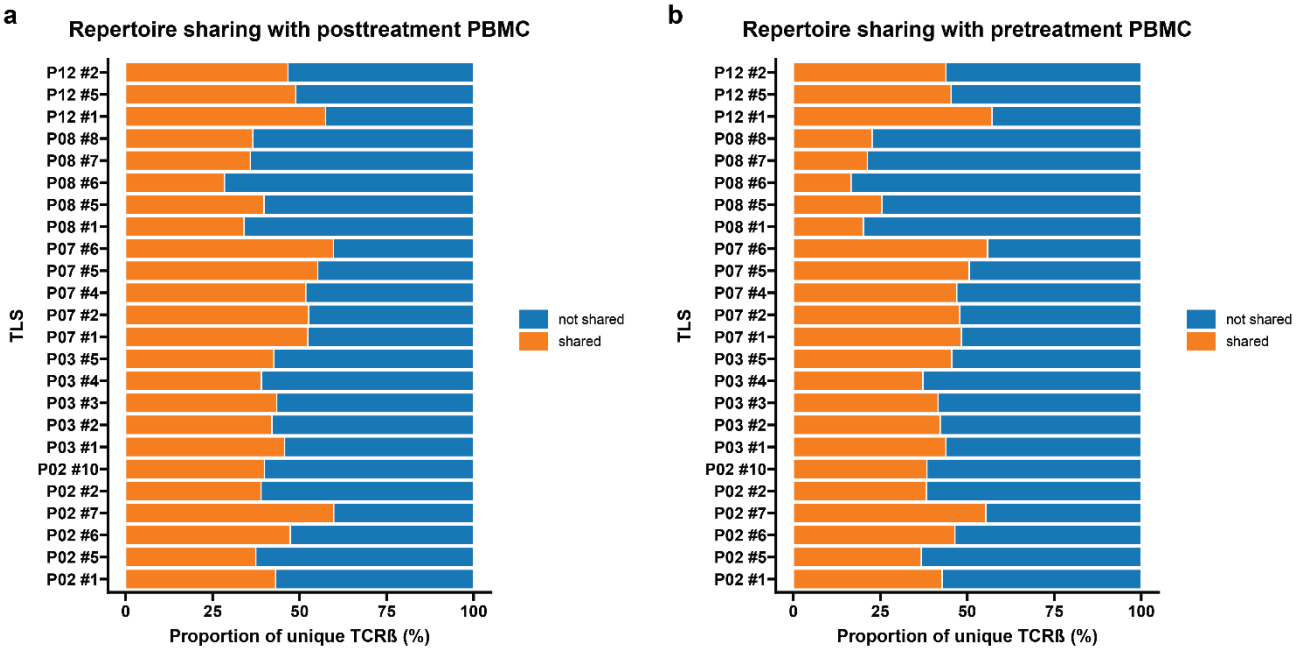 a
Repertoire sharing with posttreatment PBMC
P12 #2
P12 #5
P12 #1
P08 #8
P08 #7
P08 #6
P08 #5
P08 #1
P07 #6
P07 #5
P07 #4
P07 #2
P07 #1
P03 #5
P03 #4
P03 #3
P03 #2
P03 #1
P02 #10
P02 #2
P02 #7
P02 #6
P02 #5
P02 #1
TLS
0 25 50 75 100
Proportion of unique TCRß (%)
not shared
shared
b
Repertoire sharing with pretreatment PBMC
P12 #2
P12 #5
P12 #1
P08 #8
P08 #7
P08 #6
P08 #5
P08 #1
P07 #6
P07 #5
P07 #4
P07 #2
P07 #1
P03 #5
P03 #4
P03 #3
P03 #2
P03 #1
P02 #10
P02 #2
P02 #7
P02 #6
P02 #5
P02 #1
TLS
0 25 50 75 100
Proportion of unique TCRß (%)
not shared
shared